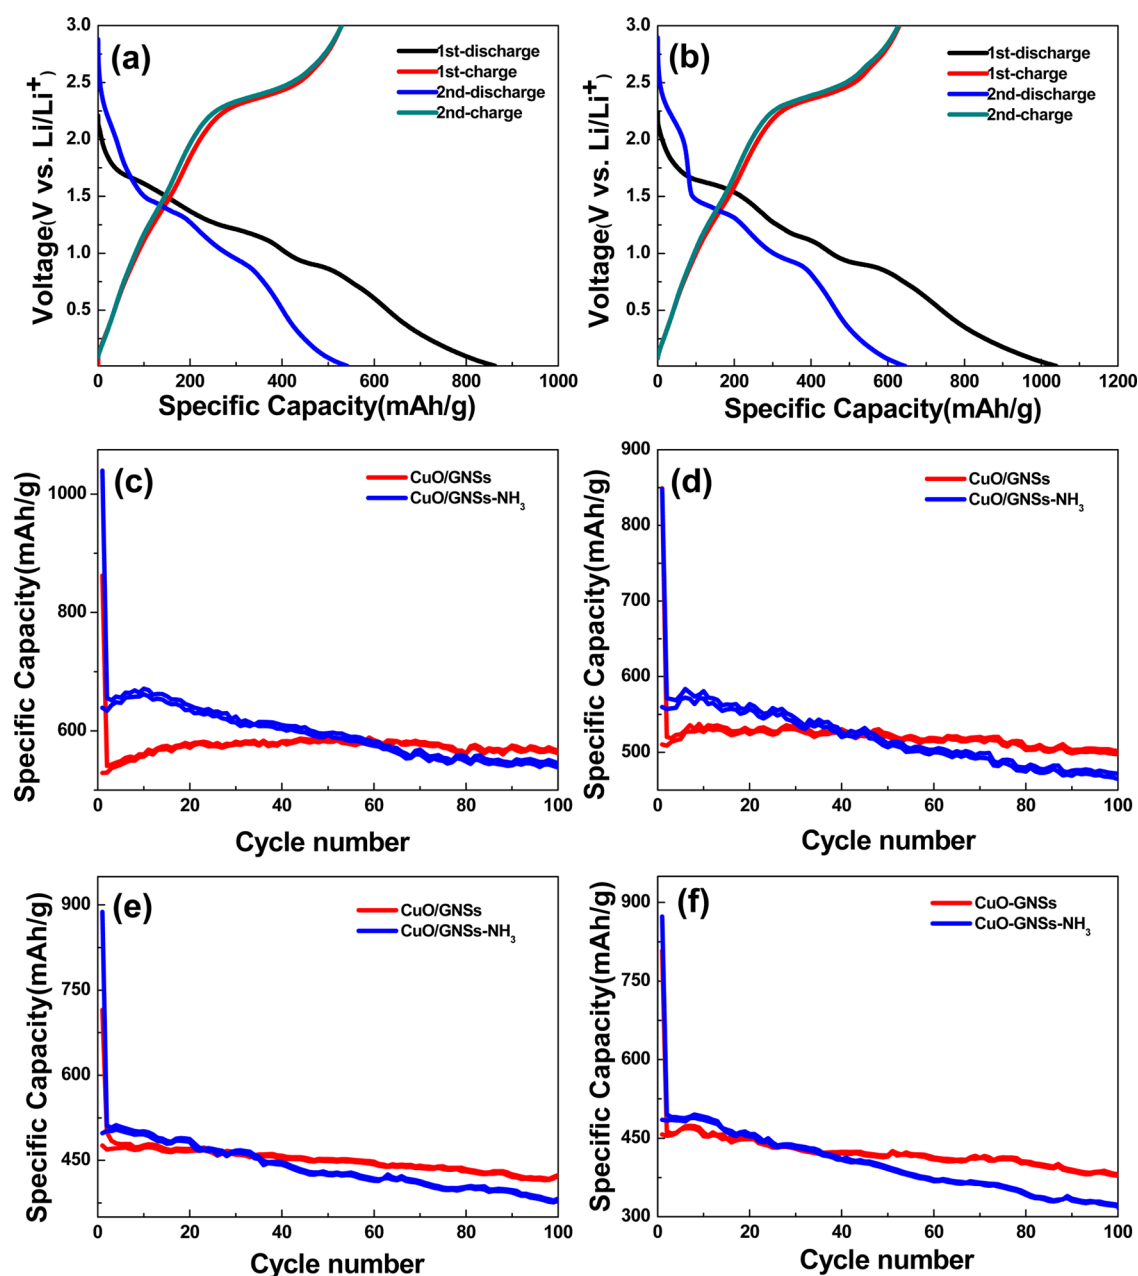 (a)
Voltage(V vs. Li/Li+)
3.0
2.5
2.0
1.5
1.0
0.5
1st-discharge
1st-charge
2nd-discharge
2nd-charge
0 200 400 600 800 1000
Specific Capacity(mAh/g)
(b)
Voltage(V vs. Li/Li+)
3.0
2.5
2.0
1.5
1.0
0.5
1st-discharge
1st-charge
2nd-discharge
2nd-charge
0 200 400 600 800 1000 1200
Specific Capacity(mAh/g)
(c)
Specific Capacity(mAh/g)
1000
800
600
CuO/GNSs
CuO/GNSs-NH3
0 20 40 60 80 100
Cycle number
(d)
Specific Capacity(mAh/g)
900
800
700
600
500
CuO/GNSs
CuO/GNSs-NH3
0 20 40 60 80 100
Cycle number
(e)
Specific Capacity(mAh/g)
900
750
600
450
CuO/GNSs
CuO/GNSs-NH3
0 20 40 60 80 100
Cycle number
(f)
Specific Capacity(mAh/g)
900
750
600
450
300
CuO-GNSs
CuO-GNSs-NH3
0 20 40 60 80 100
Cycle number